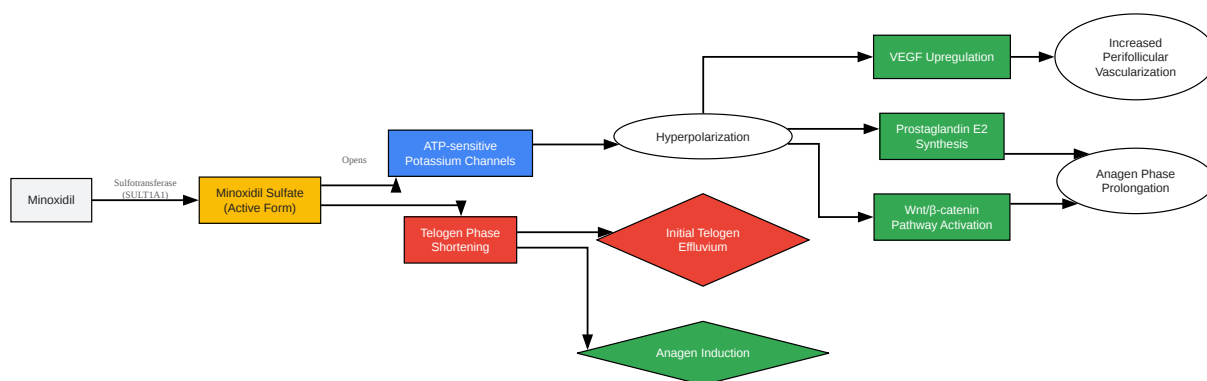 Minoxidil
Sulfotransferase
(SULT1A1)
Minoxidil Sulfate
(Active Form)
Opens
ATP-sensitive
Potassium Channels
Telogen Phase
Shortening
Hyperpolarization
Initial Telogen
Effluvium
Anagen Induction
VEGF Upregulation
Prostaglandin E2
Synthesis
Wnt/β-catenin
Pathway Activation
Increased
Perifollicular
Vascularization
Anagen Phase
Prolongation